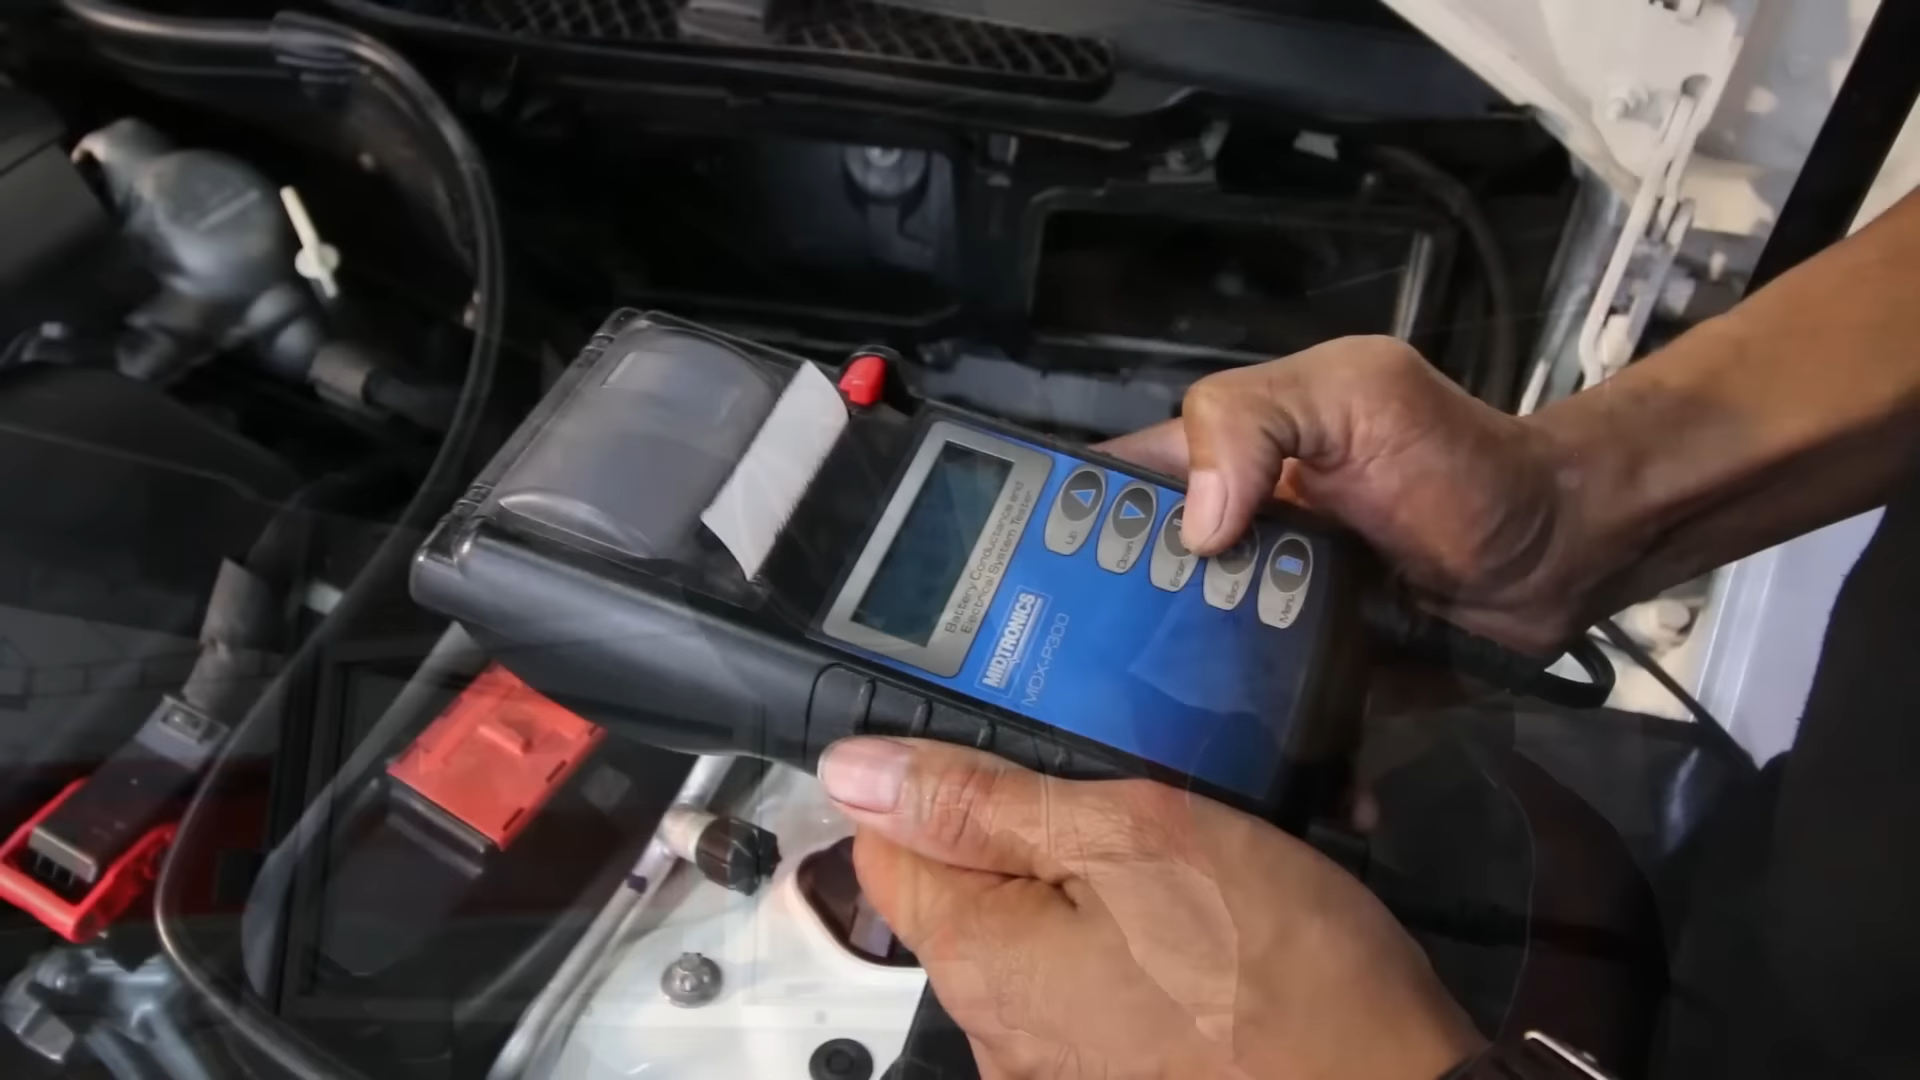 Battery Conductance and
Electrical System Tester
MIDTRONICS
MDX-P300
Up
Down
Enter
Back
Menu